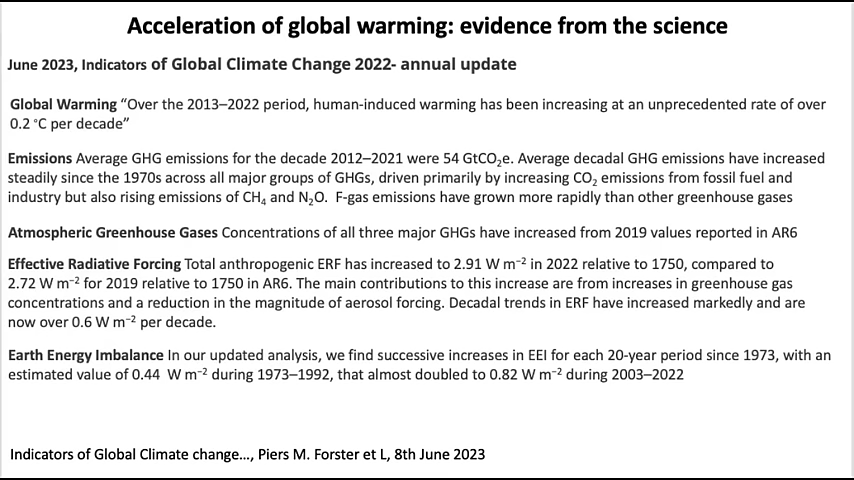 Acceleration of global warming: evidence from the science
June 2023, Indicators of Global Climate Change 2022- annual update
Global Warming “Over the 2013–2022 period, human-induced warming has been increasing at an unprecedented rate of over
0.2 °C per decade”
Emissions Average GHG emissions for the decade 2012–2021 were 54 GtCO₂e. Average decadal GHG emissions have increased
steadily since the 1970s across all major groups of GHGs, driven primarily by increasing CO₂ emissions from fossil fuel and
industry but also rising emissions of CH₄ and N₂O. F-gas emissions have grown more rapidly than other greenhouse gases
Atmospheric Greenhouse Gases Concentrations of all three major GHGs have increased from 2019 values reported in AR6
Effective Radiative Forcing Total anthropogenic ERF has increased to 2.91 W m⁻² in 2022 relative to 1750, compared to
2.72 W m⁻² for 2019 relative to 1750 in AR6. The main contributions to this increase are from increases in greenhouse gas
concentrations and a reduction in the magnitude of aerosol forcing. Decadal trends in ERF have increased markedly and are
now over 0.6 W m⁻² per decade.
Earth Energy Imbalance In our updated analysis, we find successive increases in EEI for each 20-year period since 1973, with an
estimated value of 0.44 W m⁻² during 1973–1992, that almost doubled to 0.82 W m⁻² during 2003–2022
Indicators of Global Climate change…, Piers M. Forster et L, 8th June 2023